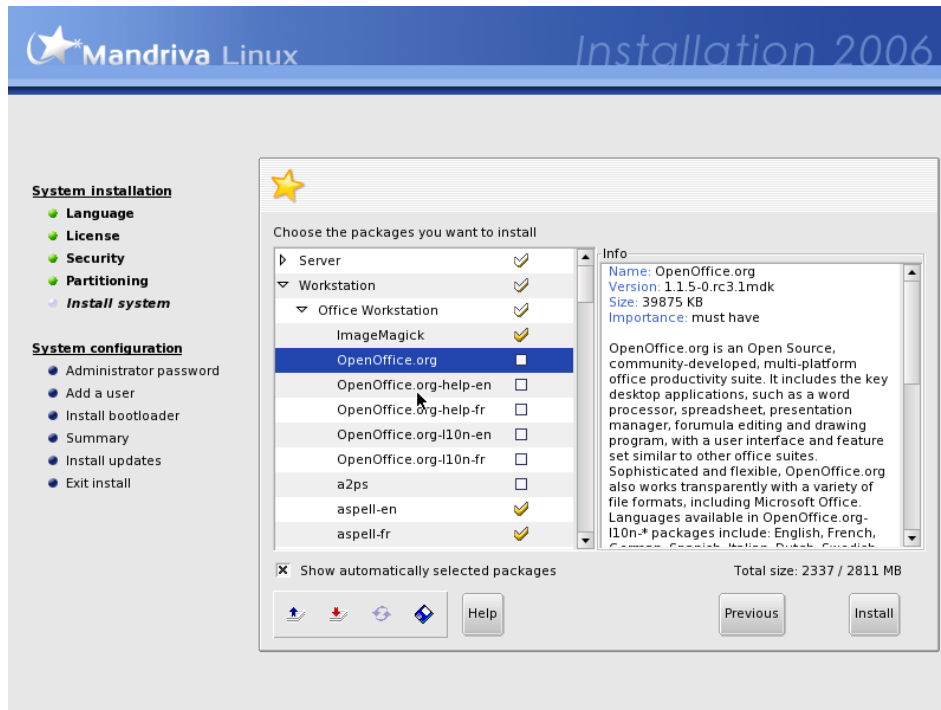 Mandriva Linux
Installation 2006
System installation
Language
License
Security
Partitioning
Install system
System configuration
Administrator password
Add a user
Install bootloader
Summary
Install updates
Exit install
Choose the packages you want to install
Server
Workstation
Office Workstation
ImageMagick
OpenOffice.org
OpenOffice.org-help-en
OpenOffice.org-help-fr
OpenOffice.org-l10n-en
OpenOffice.org-l10n-fr
a2ps
aspell-en
aspell-fr
Info
Name: OpenOffice.org
Version: 1.1.5-0.rc3.1mdk
Size: 39875 KB
Importance: must have
OpenOffice.org is an Open Source,
community-developed, multi-platform
office productivity suite. It includes the key
desktop applications, such as a word
processor, spreadsheet, presentation
manager, forumula editing and drawing
program, with a user interface and feature
set similar to other office suites.
Sophisticated and flexible, OpenOffice.org
also works transparently with a variety of
file formats, including Microsoft Office.
Languages available in OpenOffice.org-
l10n-* packages include: English, French,
German, Spanish, Italian, Dutch, Swedish,
Show automatically selected packages
Total size: 2337 / 2811 MB
Help
Previous
Install